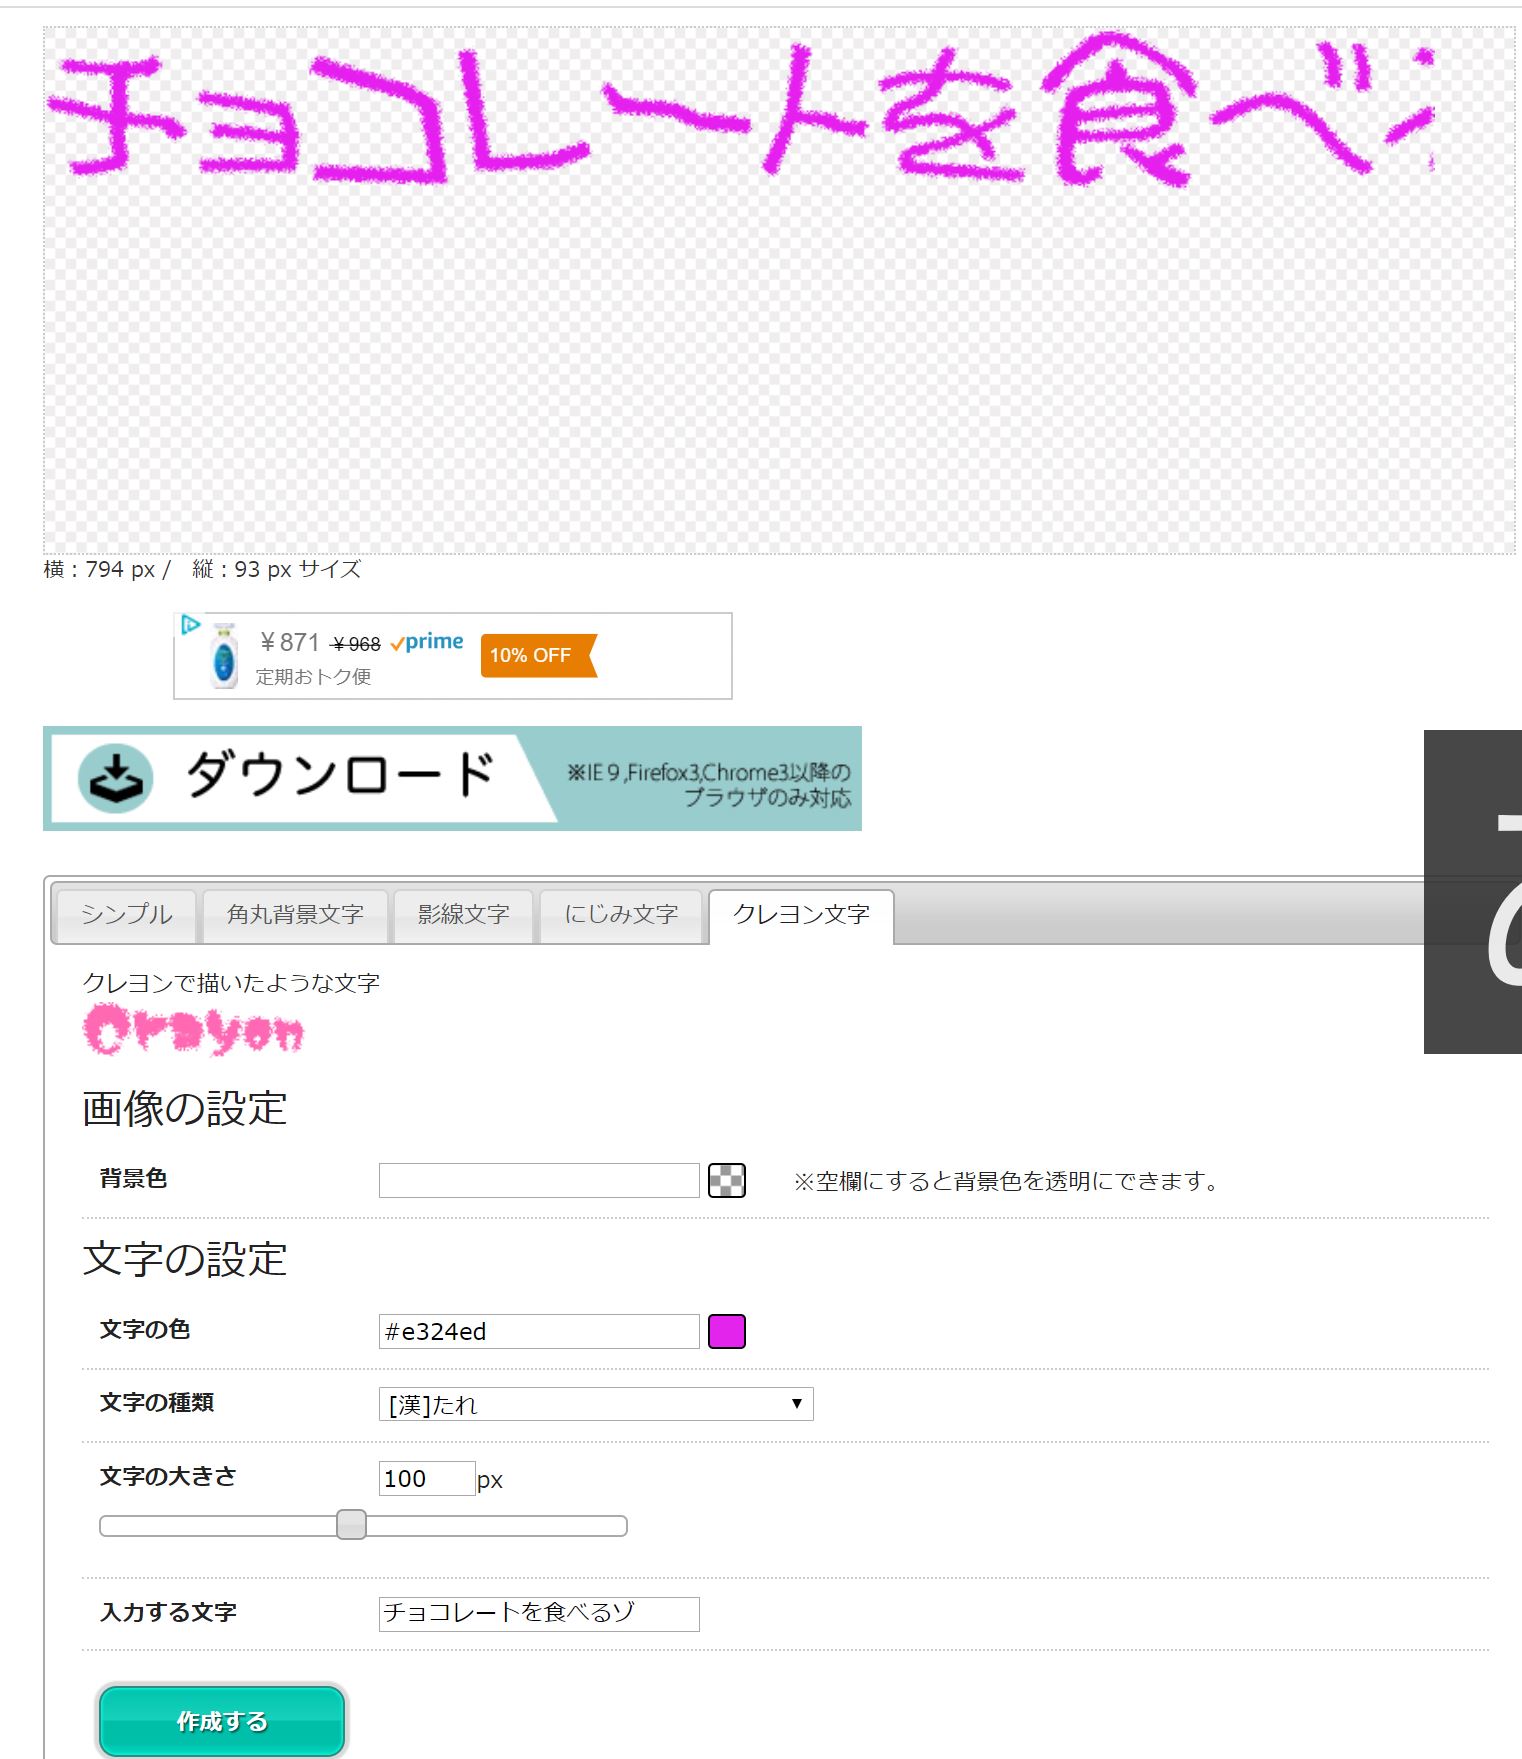 チョコレートを食べ
横：794 px /　縦：93 px サイズ
￥871 ￥968 prime
10% OFF
定期おトク便
ダウンロード
※IE 9 ,Firefox3,Chrome3以降の
ブラウザのみ対応
シンプル 角丸背景文字 影線文字 にじみ文字 クレヨン文字
クレヨンで描いたような文字
Crayon
画像の設定
背景色 ※空欄にすると背景色を透明にできます。
文字の設定
文字の色 #e324ed
文字の種類 [漢]たれ
文字の大きさ 100 px
入力する文字 チョコレートを食べるゾ
作成する